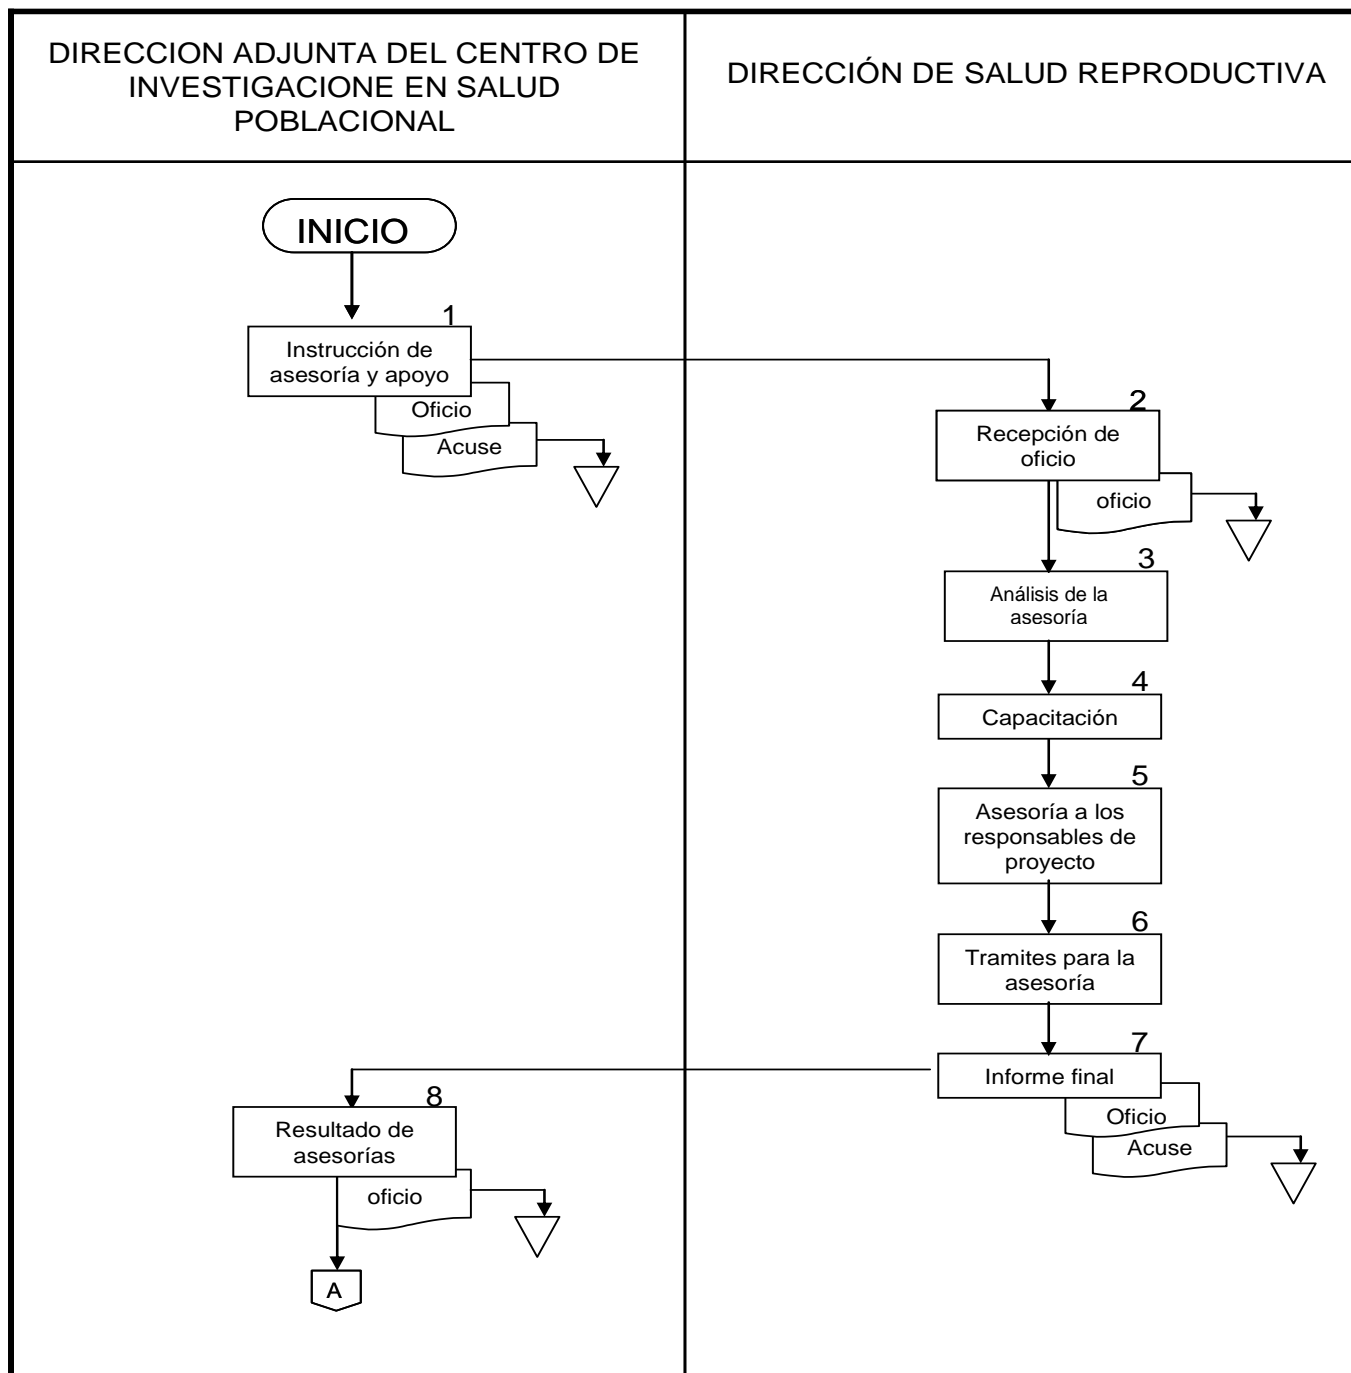 DIRECCION ADJUNTA DEL CENTRO DE
INVESTIGACIONE EN SALUD
POBLACIONAL
DIRECCIÓN DE SALUD REPRODUCTIVA
INICIO
1
Instrucción de
asesoría y apoyo
Oficio
Acuse
2
Recepción de
oficio
oficio
3
Análisis de la
asesoría
4
Capacitación
5
Asesoría a los
responsables de
proyecto
6
Tramites para la
asesoría
7
Informe final
Oficio
Acuse
8
Resultado de
asesorías
oficio
A